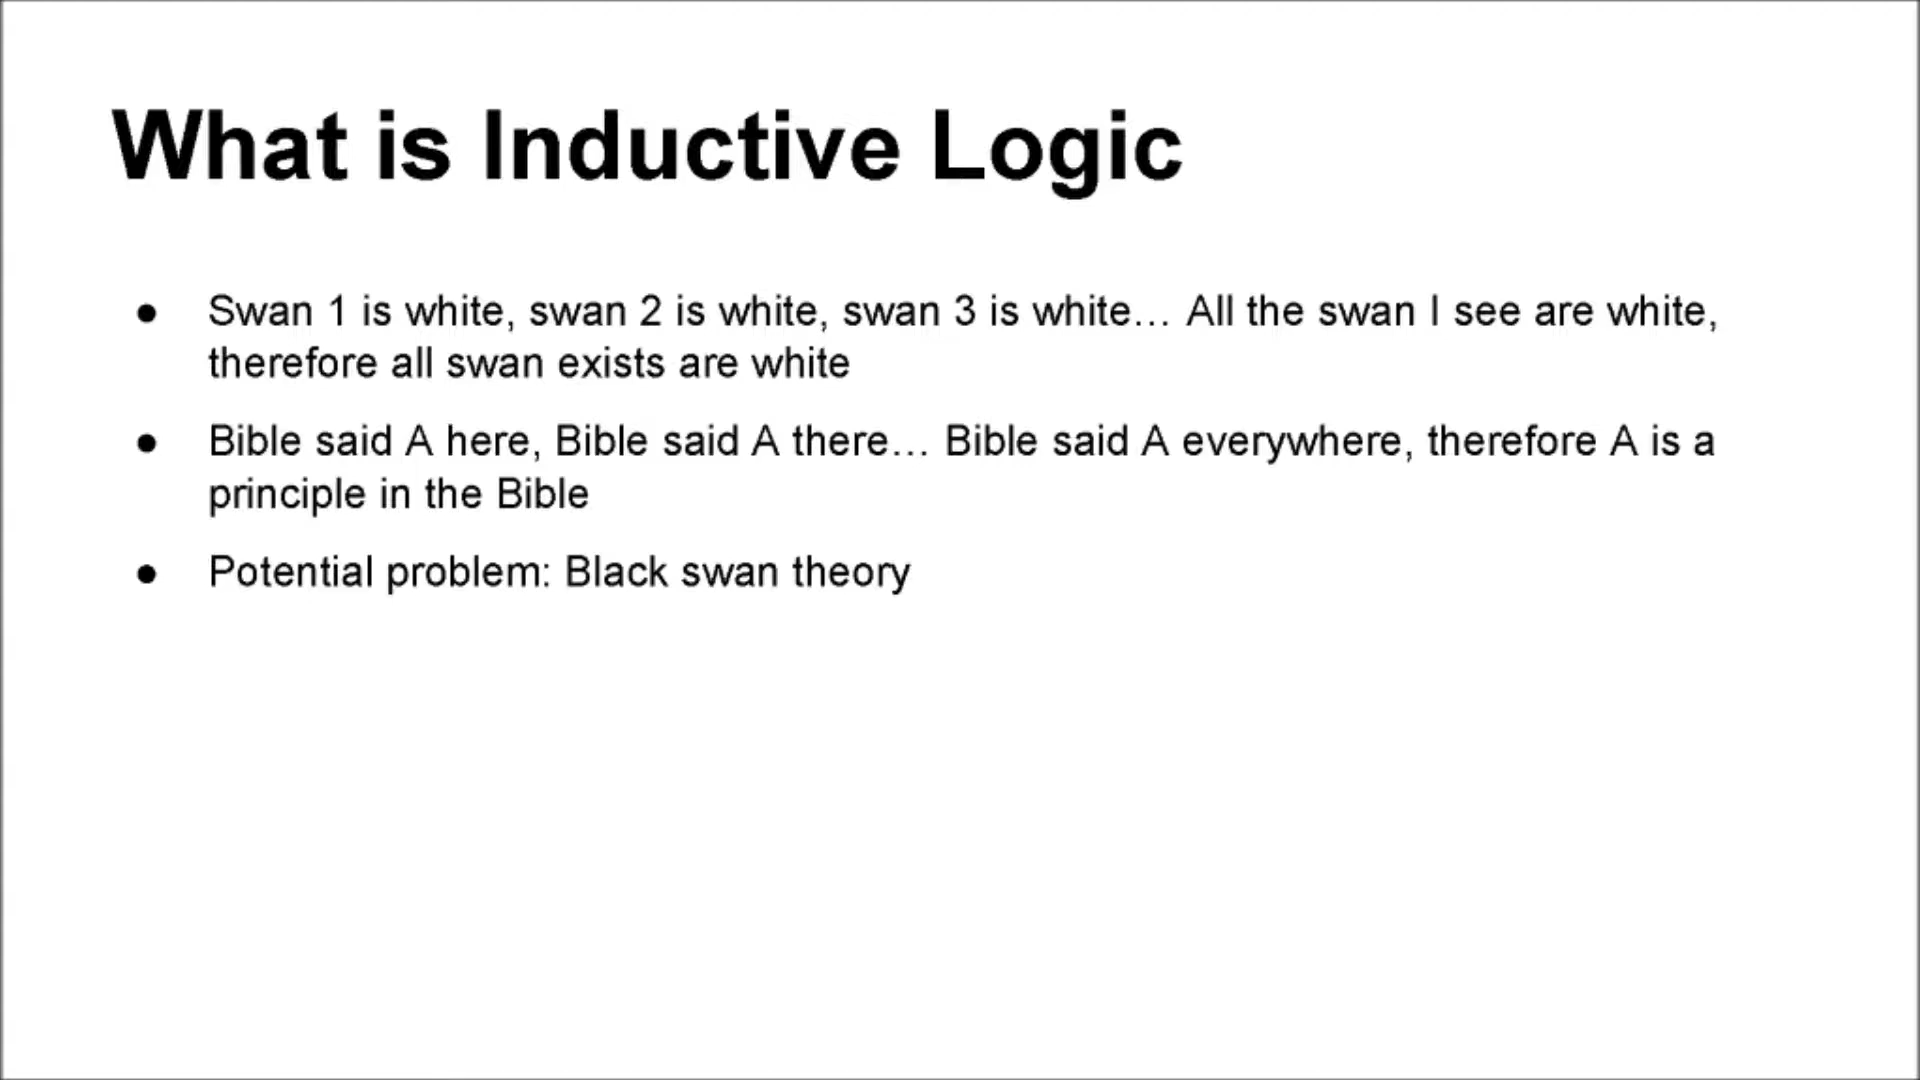 What is Inductive Logic
● Swan 1 is white, swan 2 is white, swan 3 is white... All the swan I see are white,
therefore all swan exists are white
● Bible said A here, Bible said A there... Bible said A everywhere, therefore A is a
principle in the Bible
● Potential problem: Black swan theory